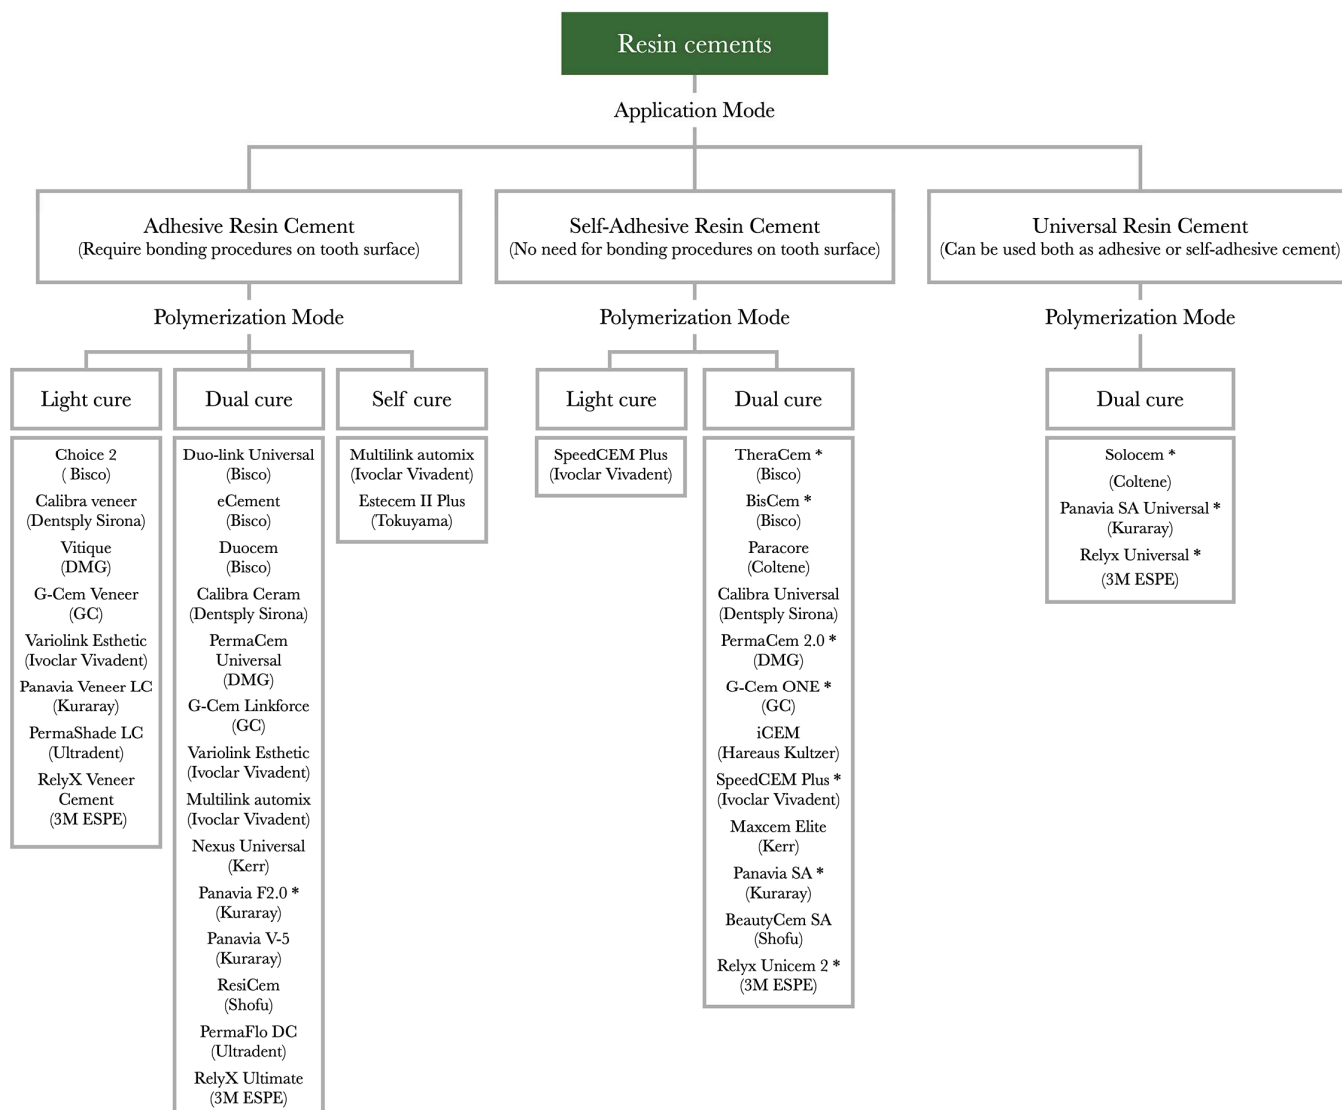 Resin cements
Application Mode
Adhesive Resin Cement
(Require bonding procedures on tooth surface)
Polymerization Mode
Light cure
Choice 2
( Bisco)
Calibra veneer
(Dentsply Sirona)
Vitique
(DMG)
G-Cem Veneer
(GC)
Variolink Esthetic
(Ivoclar Vivadent)
Panavia Veneer LC
(Kuraray)
PermaShade LC
(Ultradent)
RelyX Veneer
Cement
(3M ESPE)
Dual cure
Duo-link Universal
(Bisco)
eCement
(Bisco)
Duocem
(Bisco)
Calibra Ceram
(Dentsply Sirona)
PermaCem
Universal
(DMG)
G-Cem Linkforce
(GC)
Variolink Esthetic
(Ivoclar Vivadent)
Multilink automix
(Ivoclar Vivadent)
Nexus Universal
(Kerr)
Panavia F2.0 *
(Kuraray)
Panavia V-5
(Kuraray)
ResiCem
(Shofu)
PermaFlo DC
(Ultradent)
RelyX Ultimate
(3M ESPE)
Self cure
Multilink automix
(Ivoclar Vivadent)
Estecem II Plus
(Tokuyama)
Self-Adhesive Resin Cement
(No need for bonding procedures on tooth surface)
Polymerization Mode
Light cure
SpeedCEM Plus
(Ivoclar Vivadent)
Dual cure
TheraCem *
(Bisco)
BisCem *
(Bisco)
Paracore
(Coltene)
Calibra Universal
(Dentsply Sirona)
PermaCem 2.0 *
(DMG)
G-Cem ONE *
(GC)
iCEM
(Hareaus Kultzer)
SpeedCEM Plus *
(Ivoclar Vivadent)
Maxcem Elite
(Kerr)
Panavia SA *
(Kuraray)
BeautyCem SA
(Shofu)
Relyx Unicem 2 *
(3M ESPE)
Universal Resin Cement
(Can be used both as adhesive or self-adhesive cement)
Polymerization Mode
Dual cure
Solocem *
(Coltene)
Panavia SA Universal *
(Kuraray)
Relyx Universal *
(3M ESPE)